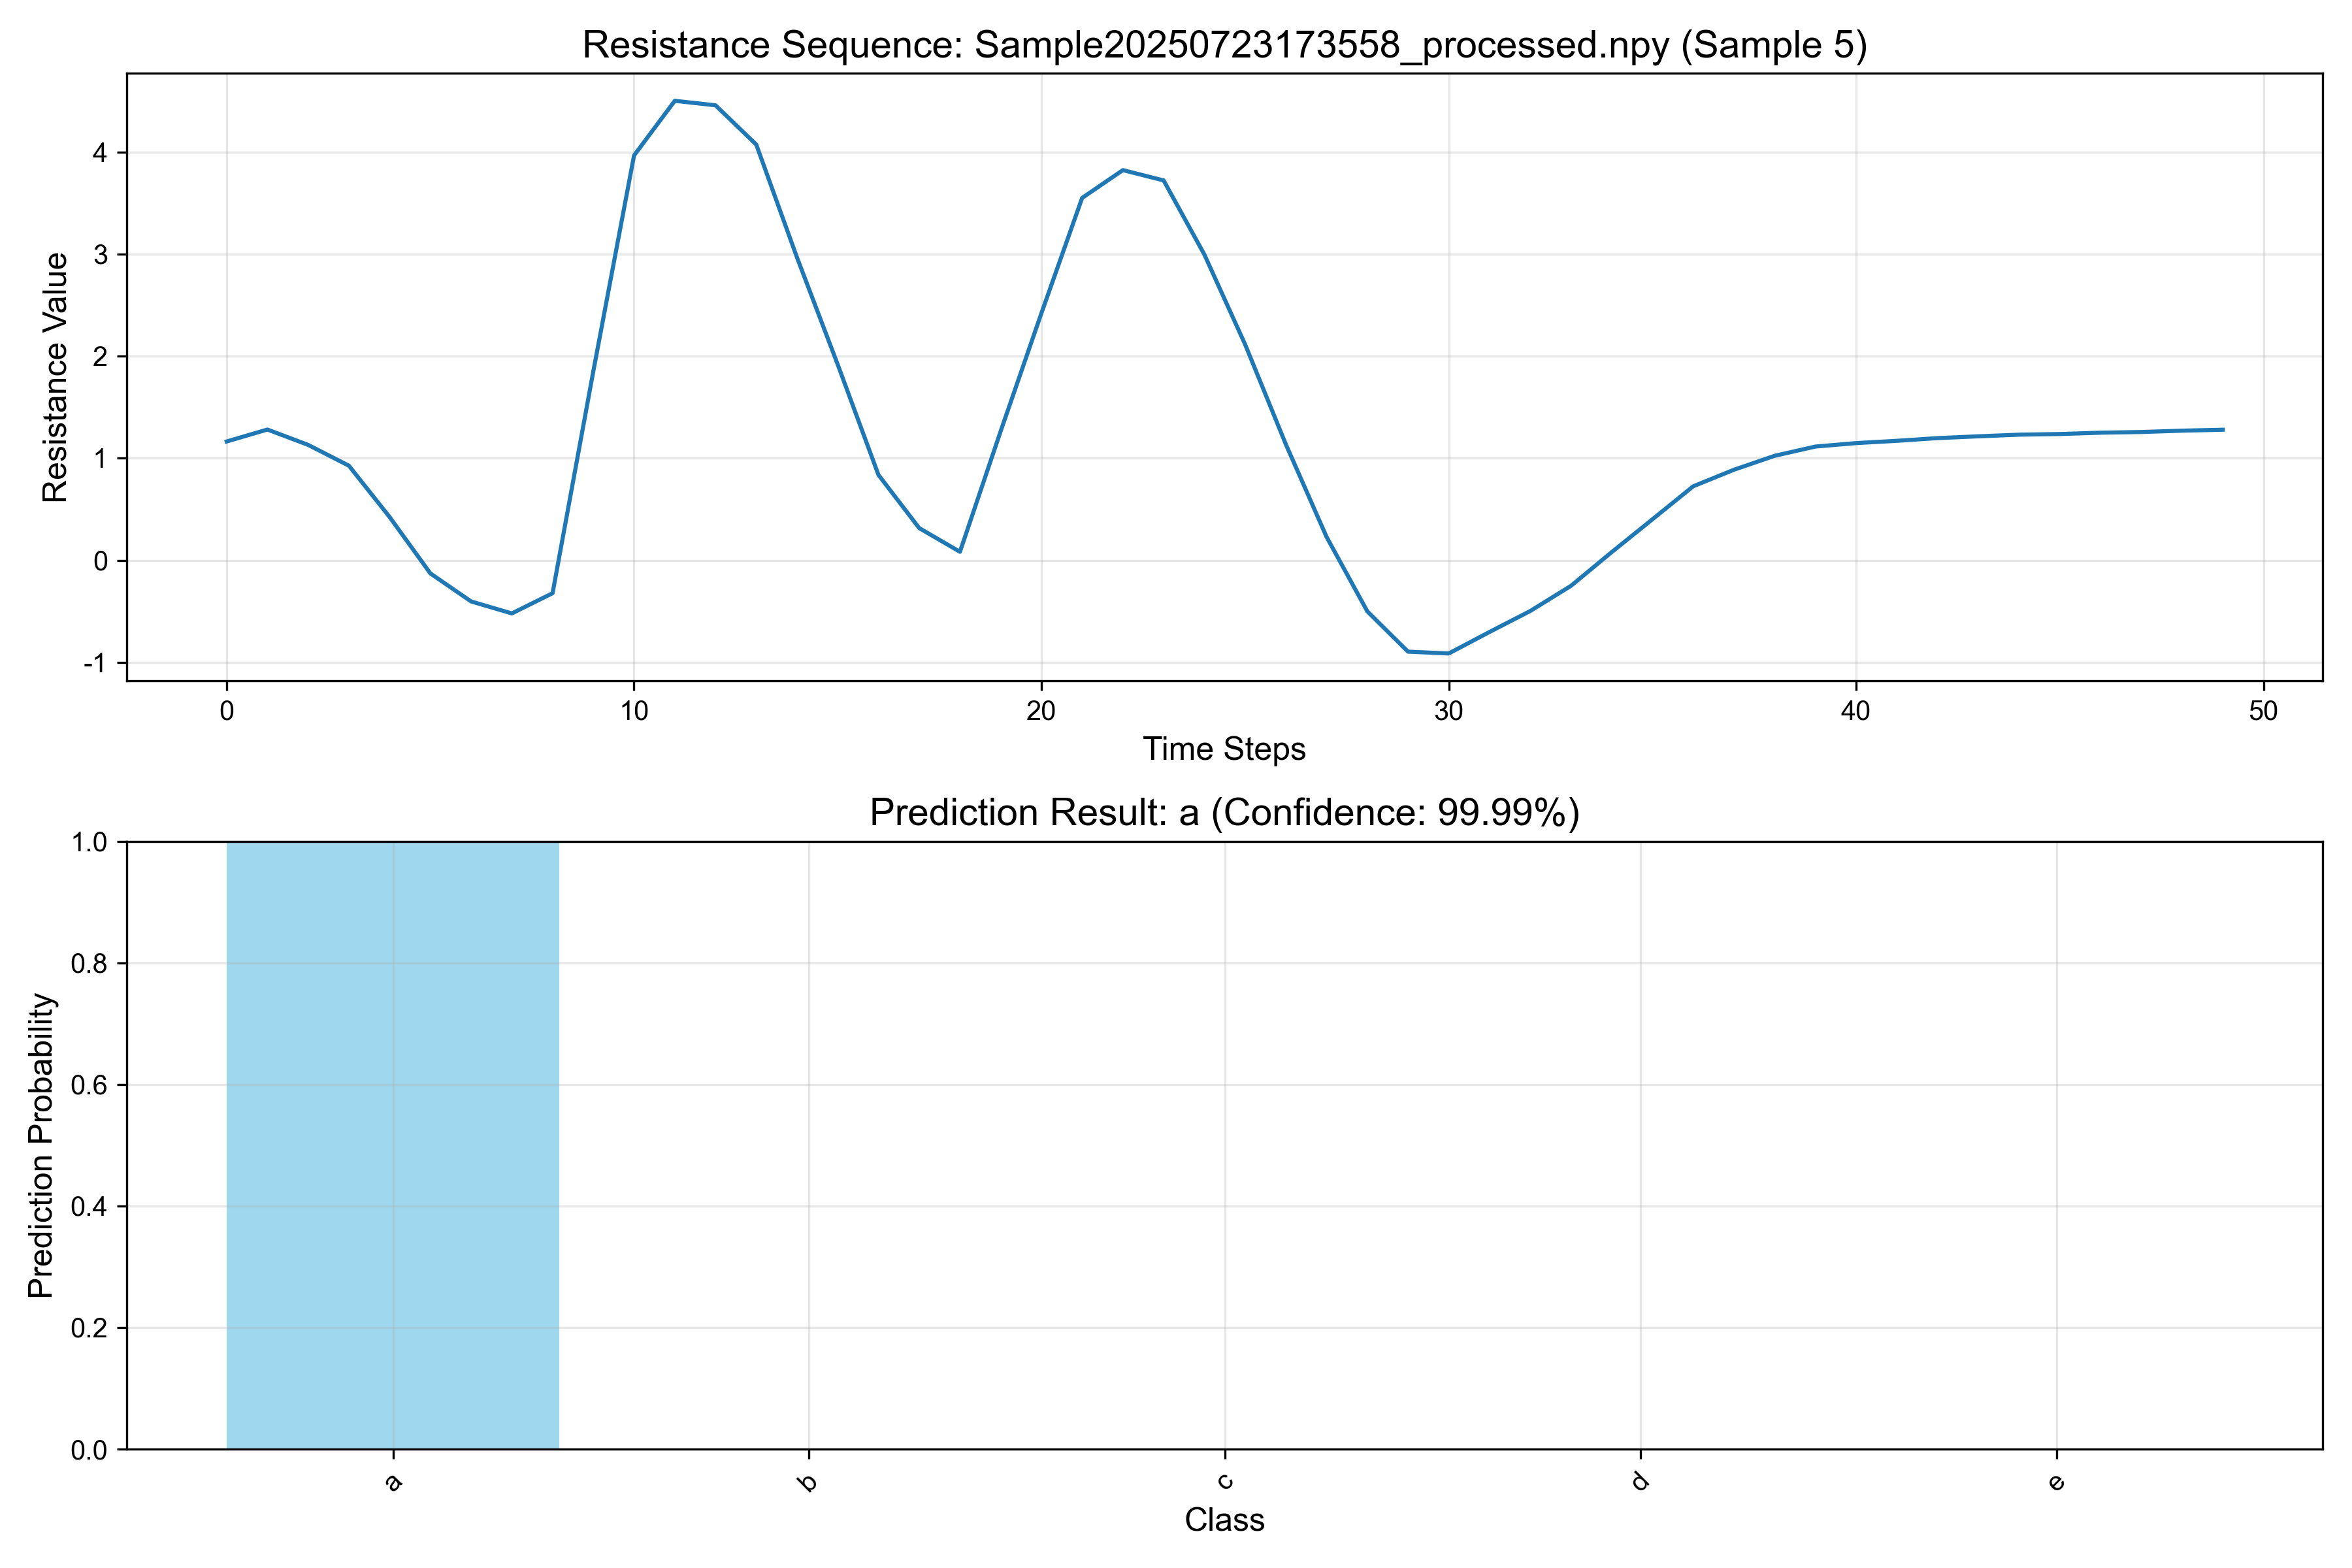 Resistance Sequence: Sample20250723173558_processed.npy (Sample 5)
Resistance Value
4
3
2
1
0
-1
0 10 20 30 40 50
Time Steps
Prediction Result: a (Confidence: 99.99%)
Prediction Probability
1.0
0.8
0.6
0.4
0.2
0.0
a b c d e
Class